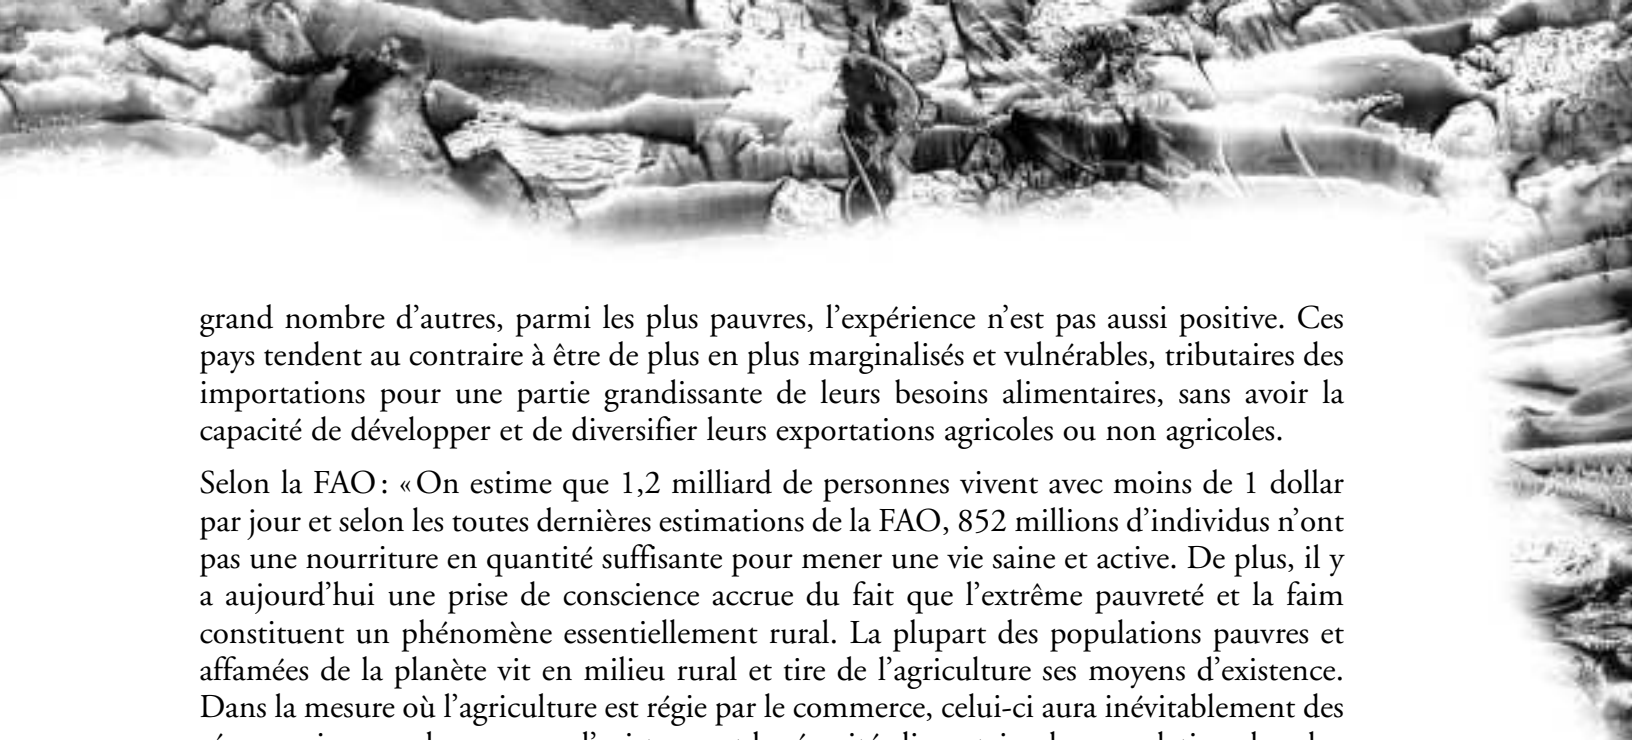 grand nombre d’autres, parmi les plus pauvres, l’expérience n’est pas aussi positive. Ces
pays tendent au contraire à être de plus en plus marginalisés et vulnérables, tributaires des
importations pour une partie grandissante de leurs besoins alimentaires, sans avoir la
capacité de développer et de diversifier leurs exportations agricoles ou non agricoles.
Selon la FAO : « On estime que 1,2 milliard de personnes vivent avec moins de 1 dollar
par jour et selon les toutes dernières estimations de la FAO, 852 millions d’individus n’ont
pas une nourriture en quantité suffisante pour mener une vie saine et active. De plus, il y
a aujourd’hui une prise de conscience accrue du fait que l’extrême pauvreté et la faim
constituent un phénomène essentiellement rural. La plupart des populations pauvres et
affamées de la planète vit en milieu rural et tire de l’agriculture ses moyens d’existence.
Dans la mesure où l’agriculture est régie par le commerce, celui-ci aura inévitablement des